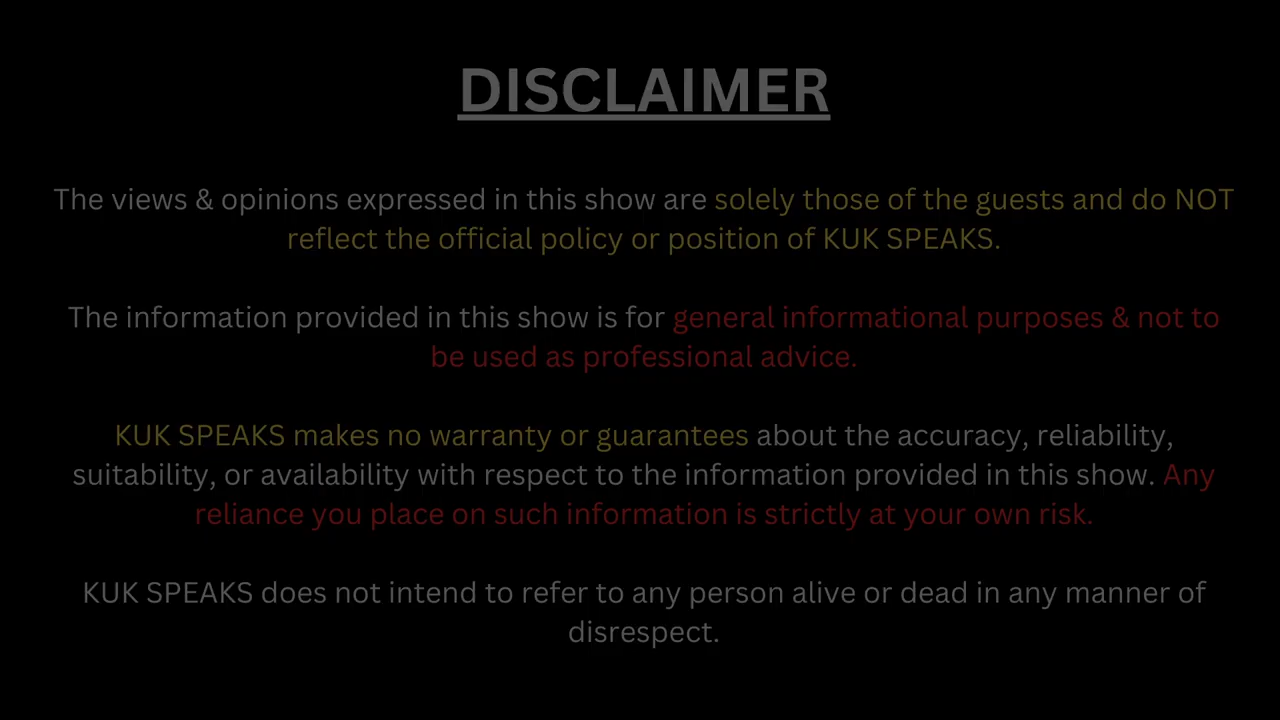 DISCLAIMER
The views & opinions expressed in this show are solely those of the guests and do NOT
reflect the official policy or position of KUK SPEAKS.
The information provided in this show is for general informational purposes & not to
be used as professional advice.
KUK SPEAKS makes no warranty or guarantees about the accuracy, reliability,
suitability, or availability with respect to the information provided in this show. Any
reliance you place on such information is strictly at your own risk.
KUK SPEAKS does not intend to refer to any person alive or dead in any manner of
disrespect.